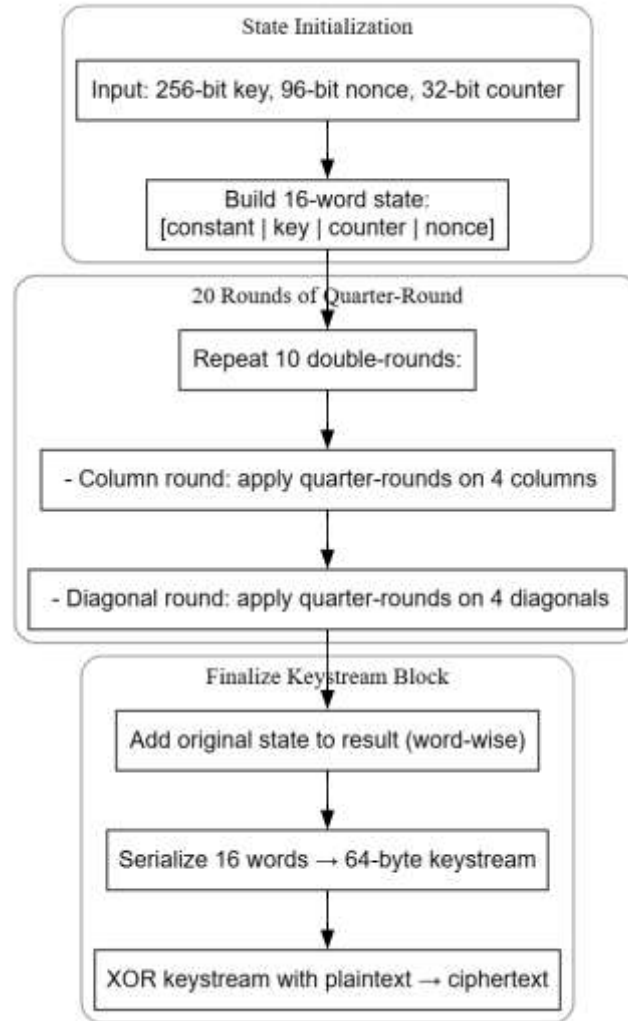 State Initialization
Input: 256-bit key, 96-bit nonce, 32-bit counter
Build 16-word state:
[constant | key | counter | nonce]
20 Rounds of Quarter-Round
Repeat 10 double-rounds:
- Column round: apply quarter-rounds on 4 columns
- Diagonal round: apply quarter-rounds on 4 diagonals
Finalize Keystream Block
Add original state to result (word-wise)
Serialize 16 words → 64-byte keystream
XOR keystream with plaintext → ciphertext